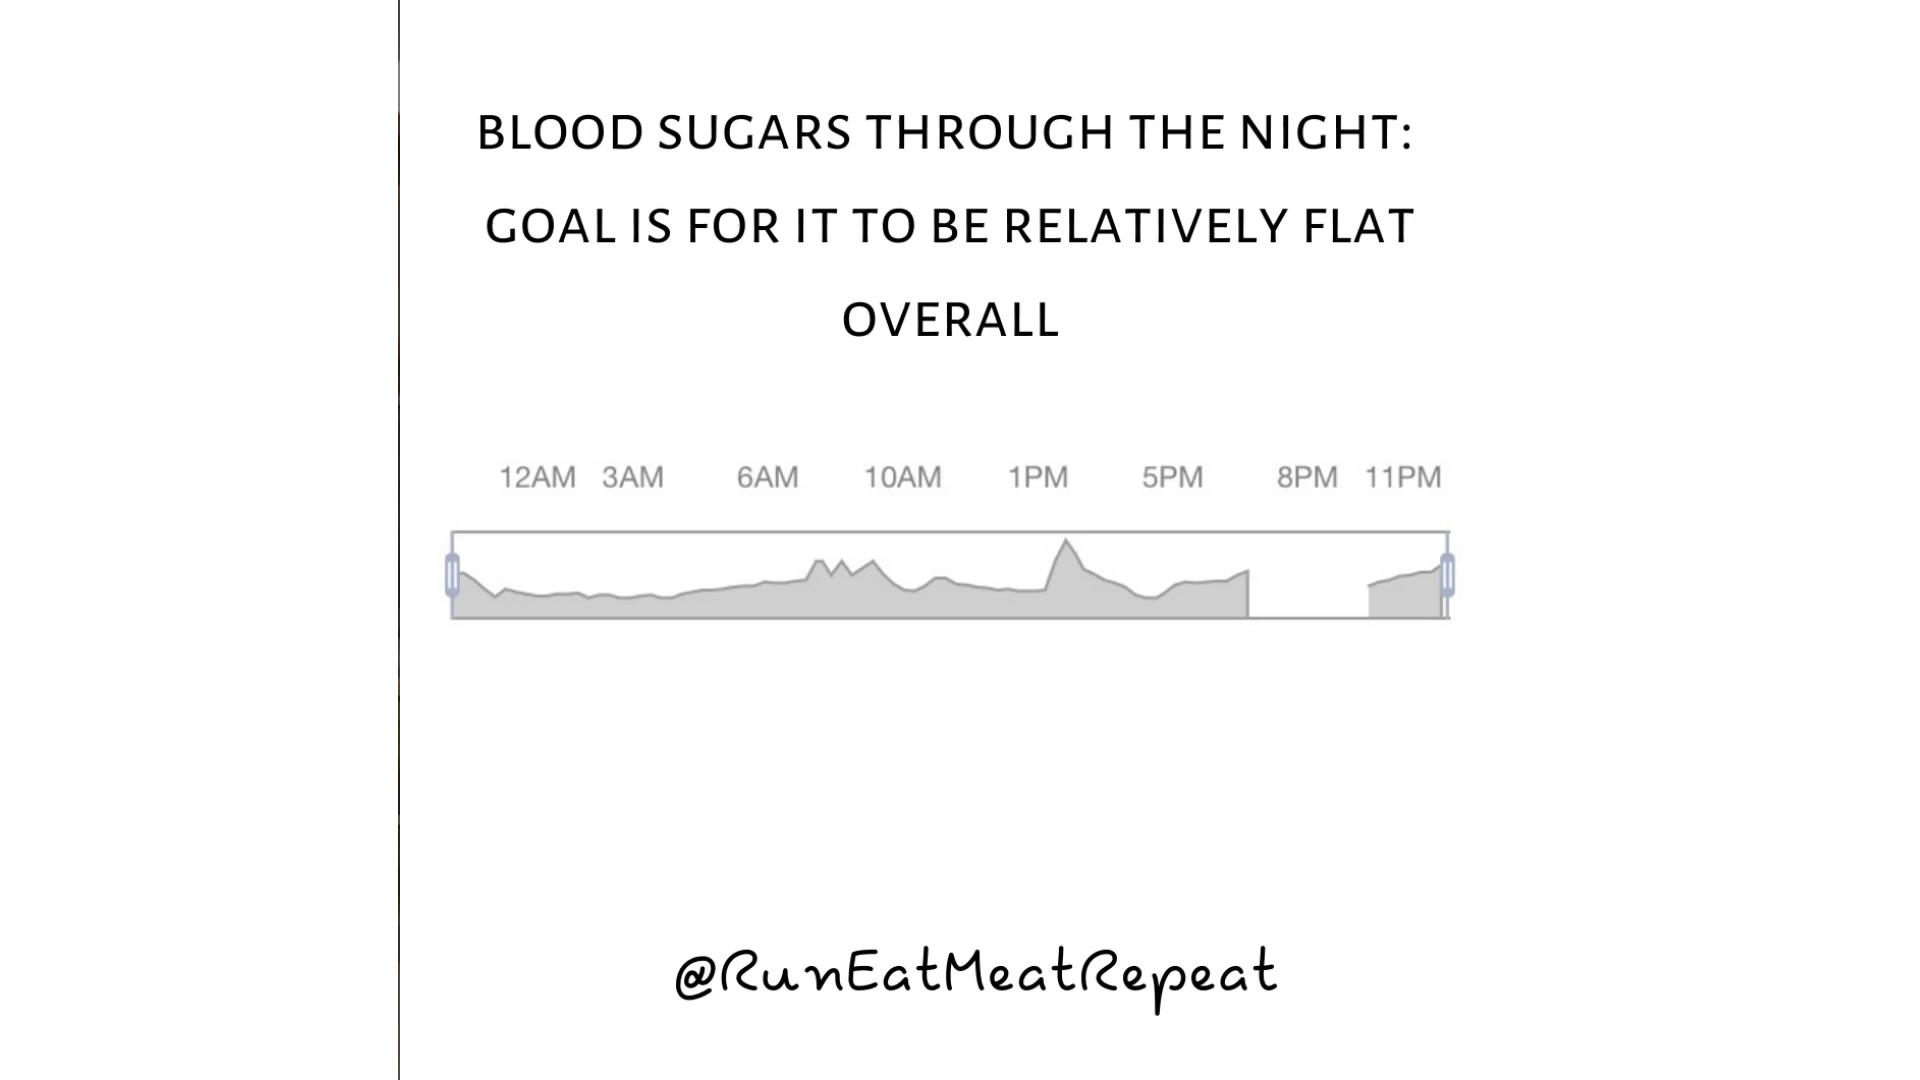 BLOOD SUGARS THROUGH THE NIGHT:
GOAL IS FOR IT TO BE RELATIVELY FLAT
OVERALL
12AM 3AM 6AM 10AM 1PM 5PM 8PM 11PM
@RunEatMeatRepeat